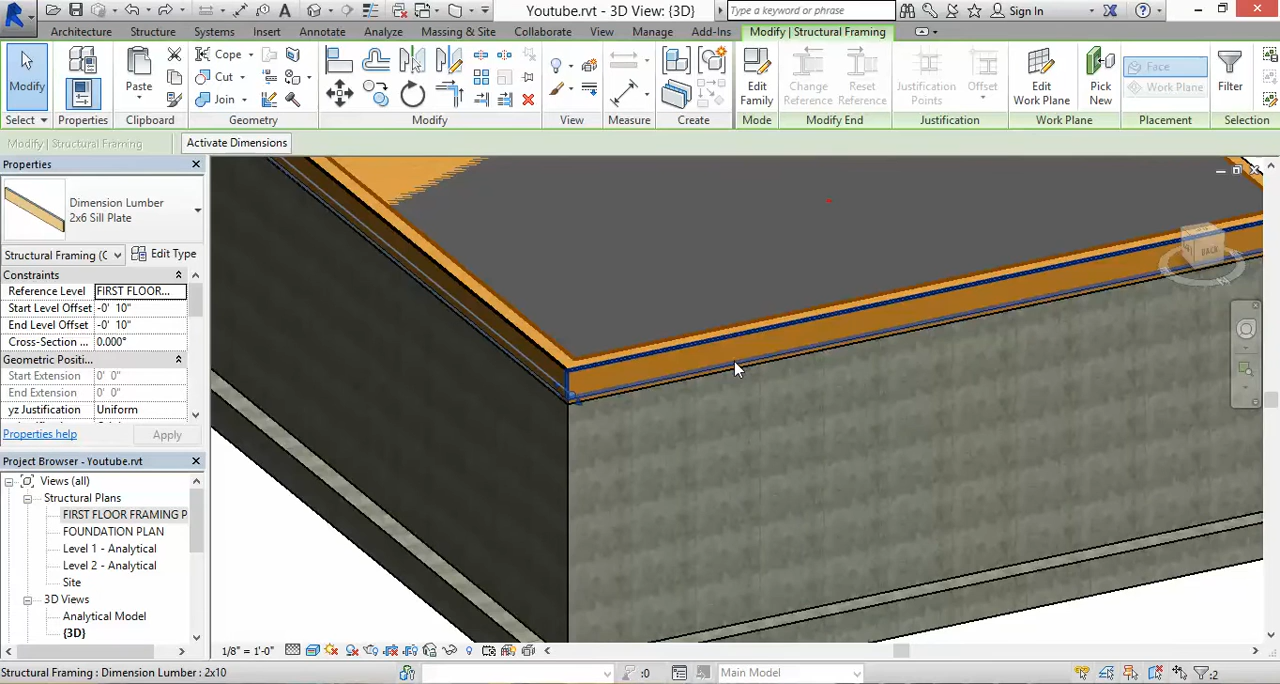 Youtube.rvt - 3D View: {3D}
Type a keyword or phrase
Sign In
Architecture
Structure
Systems
Insert
Annotate
Analyze
Massing & Site
Collaborate
View
Manage
Add-Ins
Modify | Structural Framing
Modify
Select
Properties
Paste
Clipboard
Cope
Cut
Join
Geometry
Modify
View
Measure
Create
Edit
Family
Mode
Change
Reference
Reset
Reference
Modify End
Justification
Points
Offset
Justification
Edit
Work Plane
Pick
New
Work Plane
Face
Work Plane
Placement
Filter
Selection
Modify | Structural Framing
Activate Dimensions
Properties
Dimension Lumber
2x6 Sill Plate
Structural Framing (C
Edit Type
Constraints
Reference Level
FIRST FLOOR...
Start Level Offset
-0' 10"
End Level Offset
-0' 10"
Cross-Section ...
0.000°
Geometric Positi...
Start Extension
0' 0"
End Extension
0' 0"
yz Justification
Uniform
Properties help
Apply
Project Browser - Youtube.rvt
Views (all)
Structural Plans
FIRST FLOOR FRAMING P
FOUNDATION PLAN
Level 1 - Analytical
Level 2 - Analytical
Site
3D Views
Analytical Model
{3D}
BACK
1/8" = 1'-0"
Structural Framing : Dimension Lumber : 2x10
:0
Main Model
:2